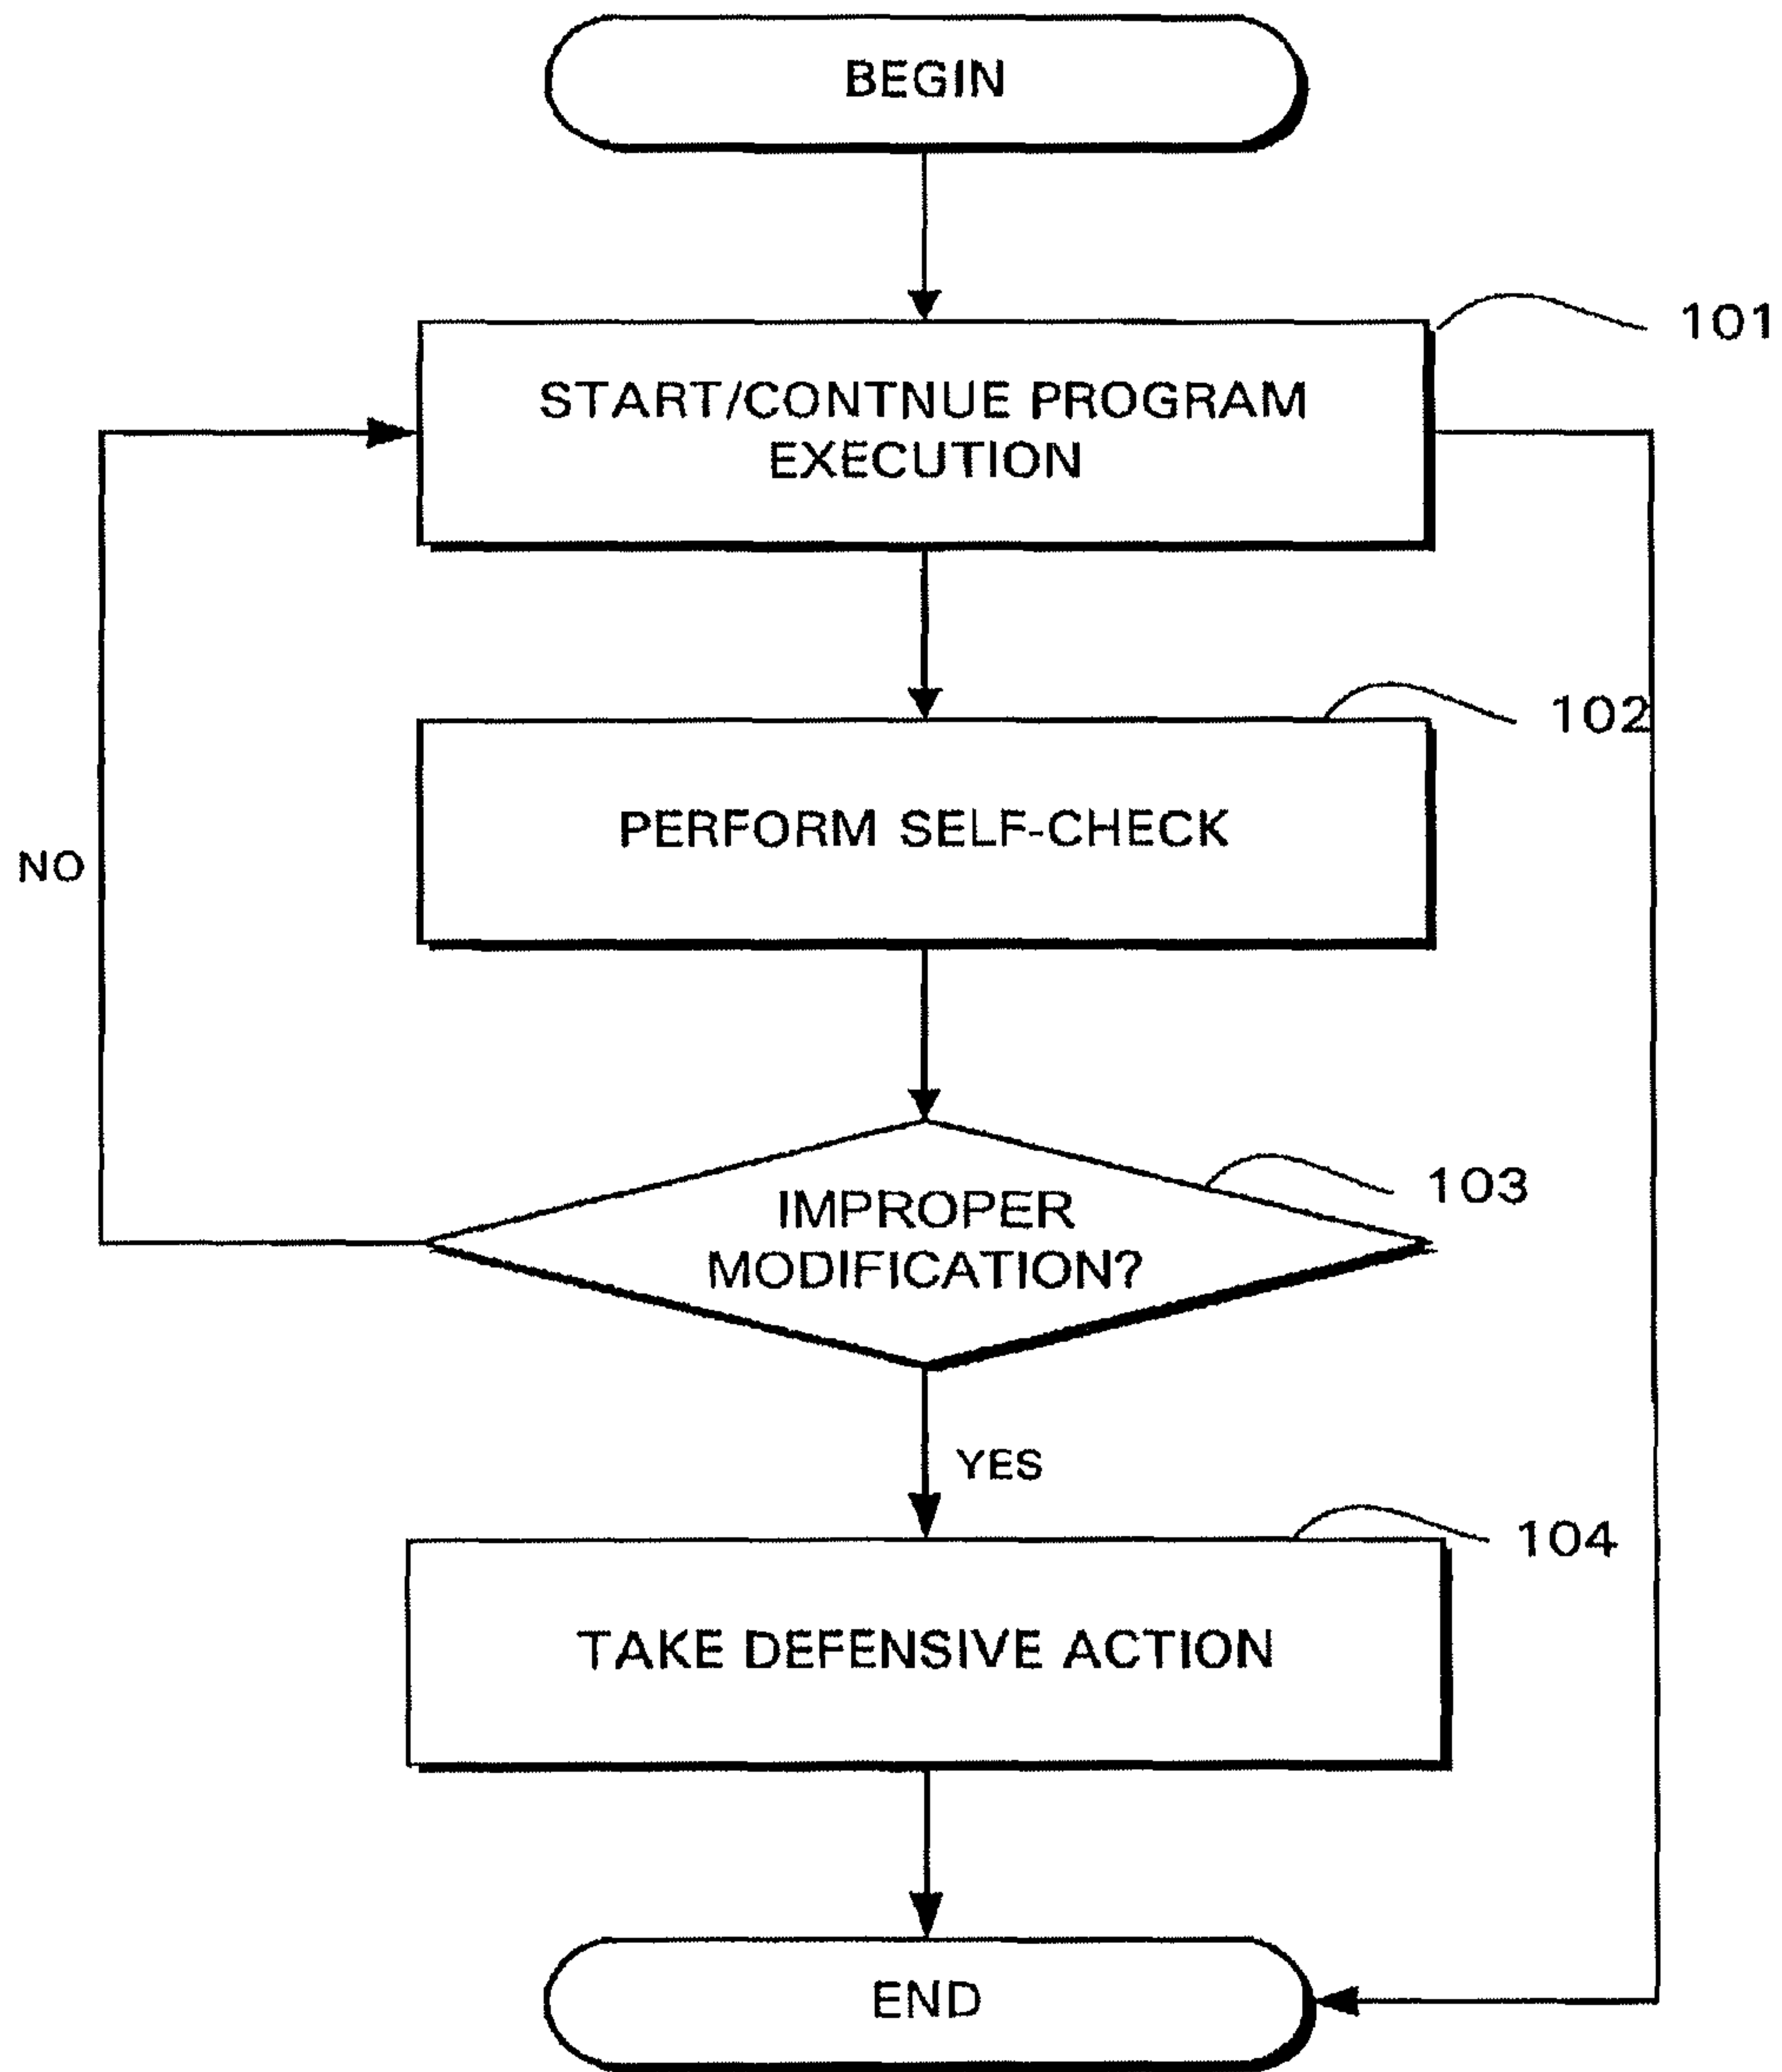 BEGIN
101
START/CONTNUE PROGRAM
EXECUTION
102
PERFORM SELF-CHECK
NO
103
IMPROPER
MODIFICATION?
YES
104
TAKE DEFENSIVE ACTION
END